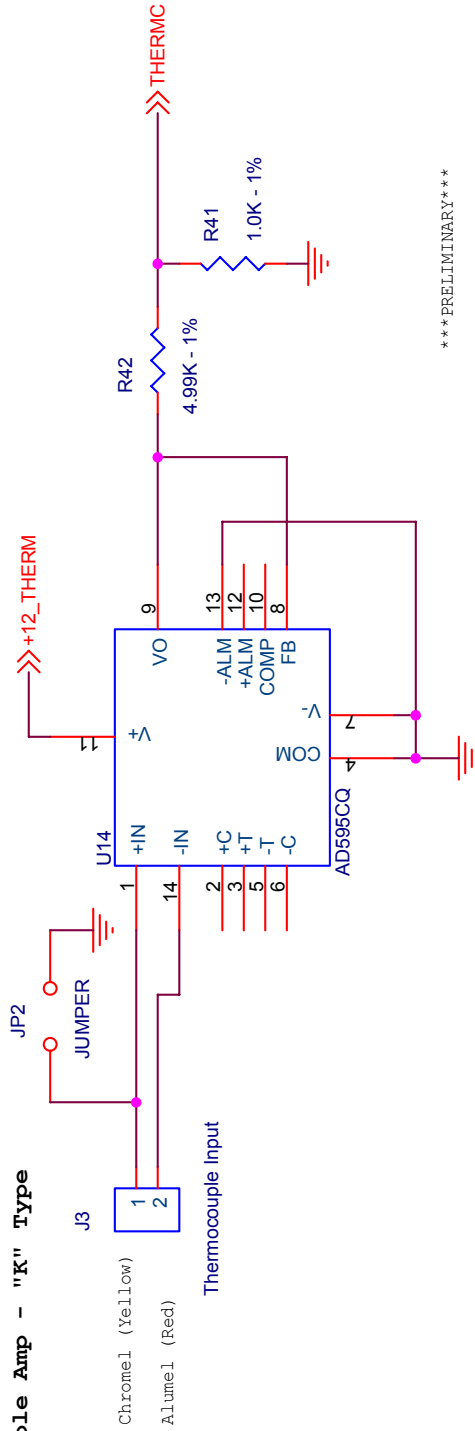 ple Amp - "K" Type
Chromel (Yellow)
Alumel (Red)
J3
1
2
Thermocouple Input
JP2
JUMPER
U14
AD595CQ
1
+IN
14
-IN
2
+C
3
+T
5
-T
6
-C
11
V+
+12_THERM
COM
4
V-
7
9
VO
13
-ALM
12
+ALM
10
COMP
8
FB
R42
4.99K - 1%
R41
1.0K - 1%
THERMC
***PRELIMINARY***